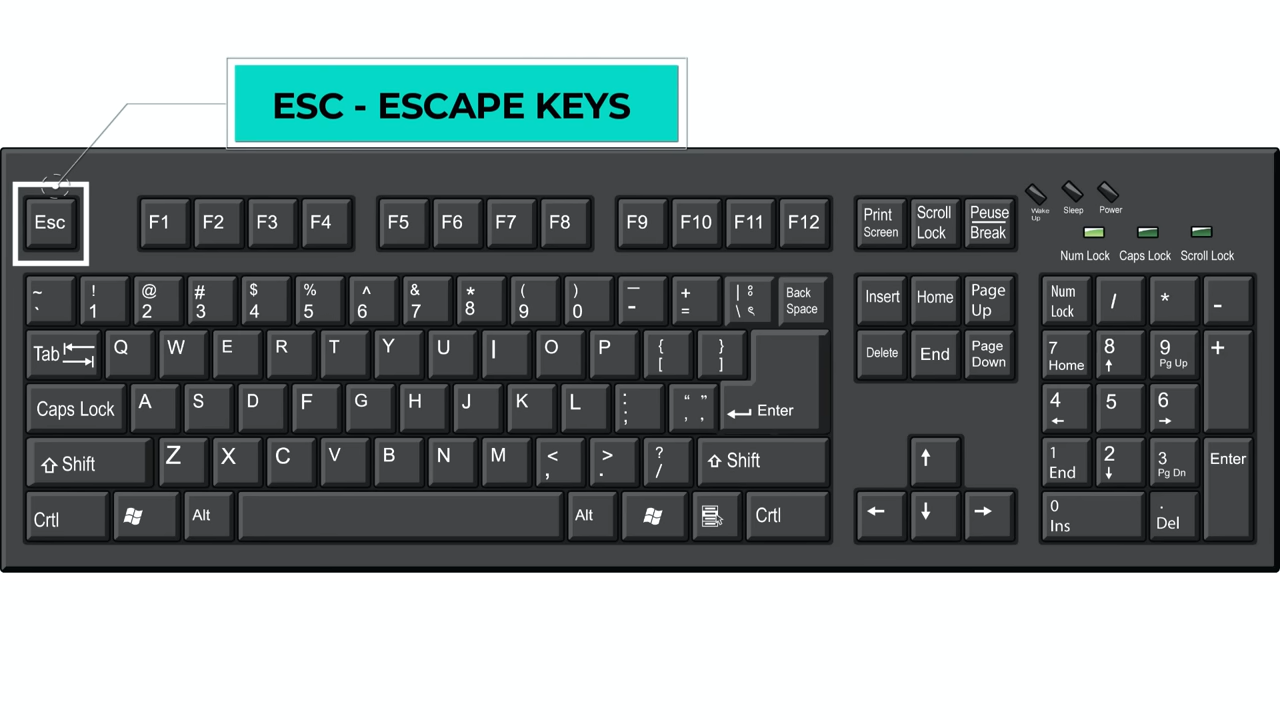 ESC - ESCAPE KEYS
Esc F1 F2 F3 F4 F5 F6 F7 F8 F9 F10 F11 F12
Print
Screen
Scroll
Lock
Peuse
Break
Wake
Up
Sleep
Power
Num Lock Caps Lock Scroll Lock
~ ! @ # $ % ^ & * ( ) — + |
` 1 2 3 4 5 6 7 8 9 0 - = \
Back
Space
Insert Home
Page
Up
Num
Lock
/ * -
Tab Q W E R T Y U I O P { }
[ ]
Delete End
Page
Down
7
Home
8
↑
9
Pg Up
+
Caps Lock A S D F G H J K L : “ ”
; , ,
Enter
4
←
5
6
→
Shift Z X C V B N M < > ?
, . /
Shift
↑
1
End
2
↓
3
Pg Dn
Enter
Crtl Alt Alt Crtl
← ↓ →
0
Ins
.
Del